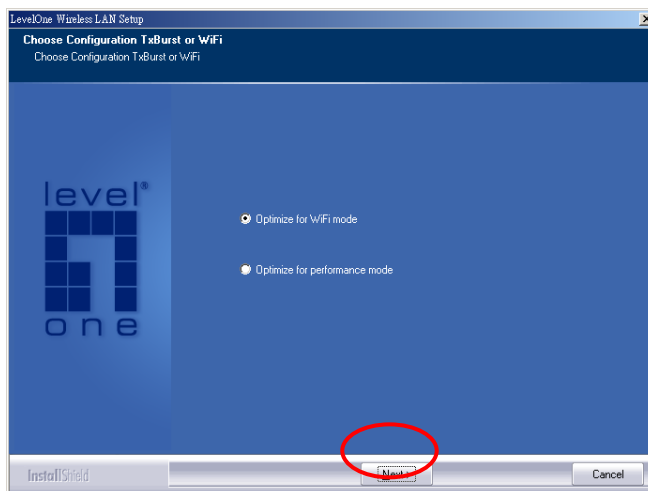 LevelOne Wireless LAN Setup
Choose Configuration TxBurst or WiFi
Choose Configuration TxBurst or WiFi
level®
one
Optimize for WiFi mode
Optimize for performance mode
InstallShield
Next >
Cancel